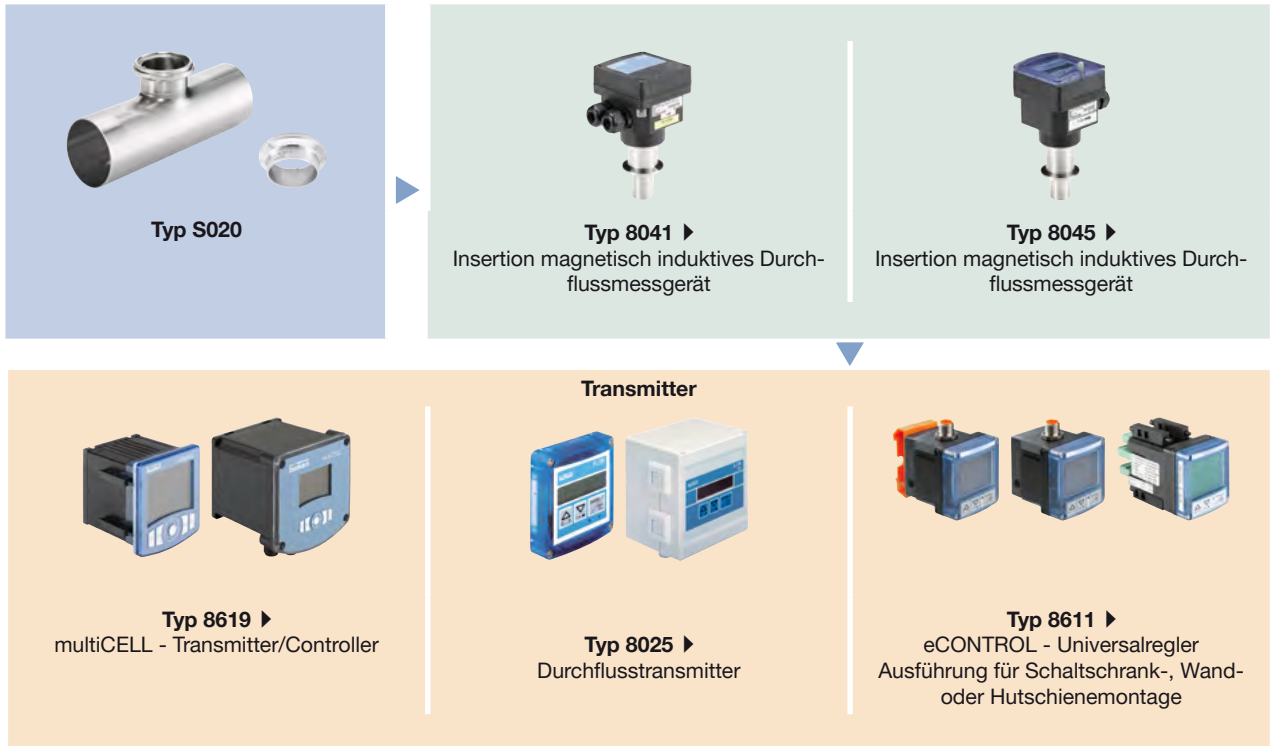 Typ S020
Typ 8041
Insertion magnetisch induktives Durch-
flussmessgerät
Typ 8045
Insertion magnetisch induktives Durch-
flussmessgerät
Transmitter
Typ 8619
multiCELL - Transmitter/Controller
Typ 8025
Durchflusstransmitter
Typ 8611
eCONTROL - Universalregler
Ausführung für Schaltschrank-, Wand-
oder Hutschienemontage